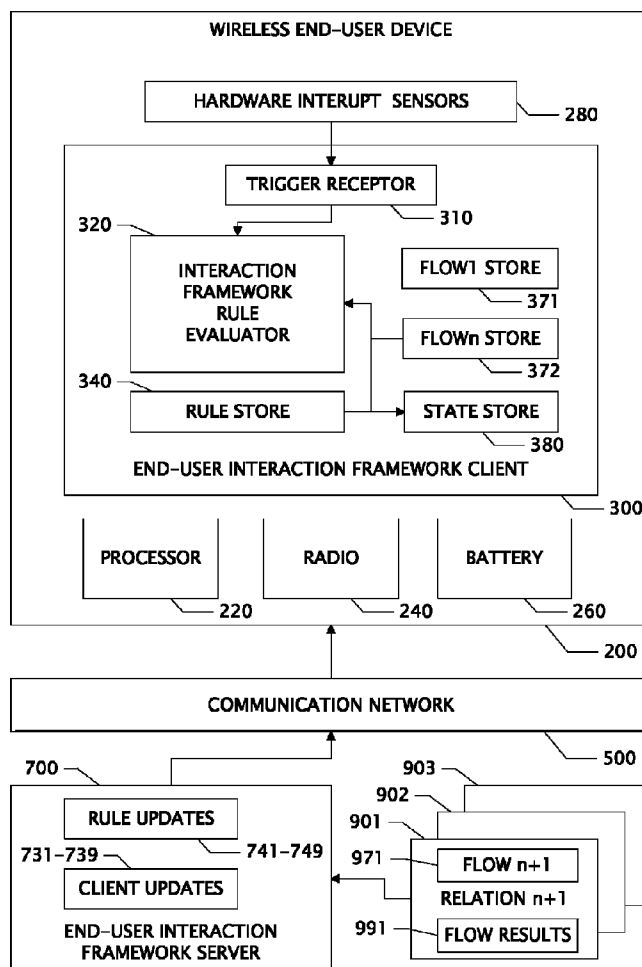 WIRELESS END-USER DEVICE
HARDWARE INTERUPT SENSORS
280
TRIGGER RECEPTOR
310
320
INTERACTION
FRAMEWORK
RULE
EVALUATOR
FLOW1 STORE
371
FLOWn STORE
372
340
RULE STORE
STATE STORE
380
END-USER INTERACTION FRAMEWORK CLIENT
300
PROCESSOR
220
RADIO
240
BATTERY
260
200
COMMUNICATION NETWORK
500
700
RULE UPDATES
741-749
731-739
CLIENT UPDATES
END-USER INTERACTION
FRAMEWORK SERVER
903
902
901
971
FLOW n+1
RELATION n+1
991
FLOW RESULTS